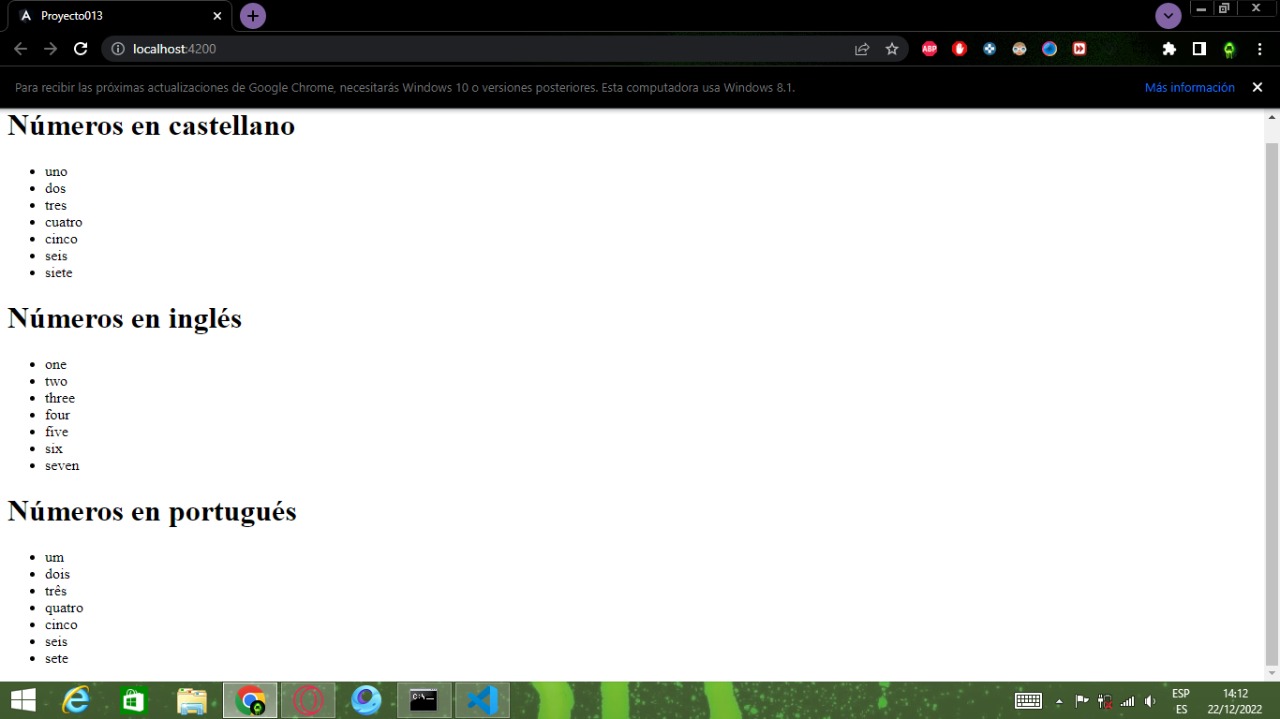 Proyecto013
localhost:4200
ABP
Para recibir las próximas actualizaciones de Google Chrome, necesitarás Windows 10 o versiones posteriores. Esta computadora usa Windows 8.1.
Más información
Números en castellano
uno
dos
tres
cuatro
cinco
seis
siete
Números en inglés
one
two
three
four
five
six
seven
Números en portugués
um
dois
três
quatro
cinco
seis
sete
ESP
ES
14:12
22/12/2022